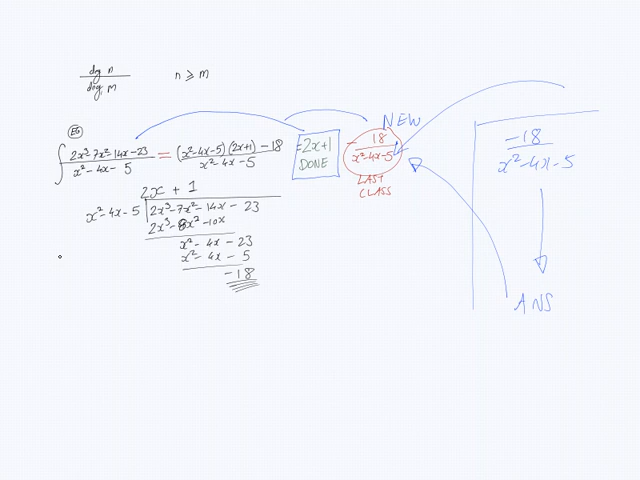 deg n
deg m
n ≥ m
EG
∫ 2x³-7x²-14x-23 / x²-4x-5 = (x²-4x-5)(2x+1)-18 / x²-4x-5
=2x+1
DONE
- 18 / x²-4x-5
NEW
LAST
CLASS
2x + 1
x²-4x-5 2x³-7x²-14x-23
2x³-8x²-10x
x²-4x-23
x²-4x-5
-18
-18
x²-4x-5
ANS